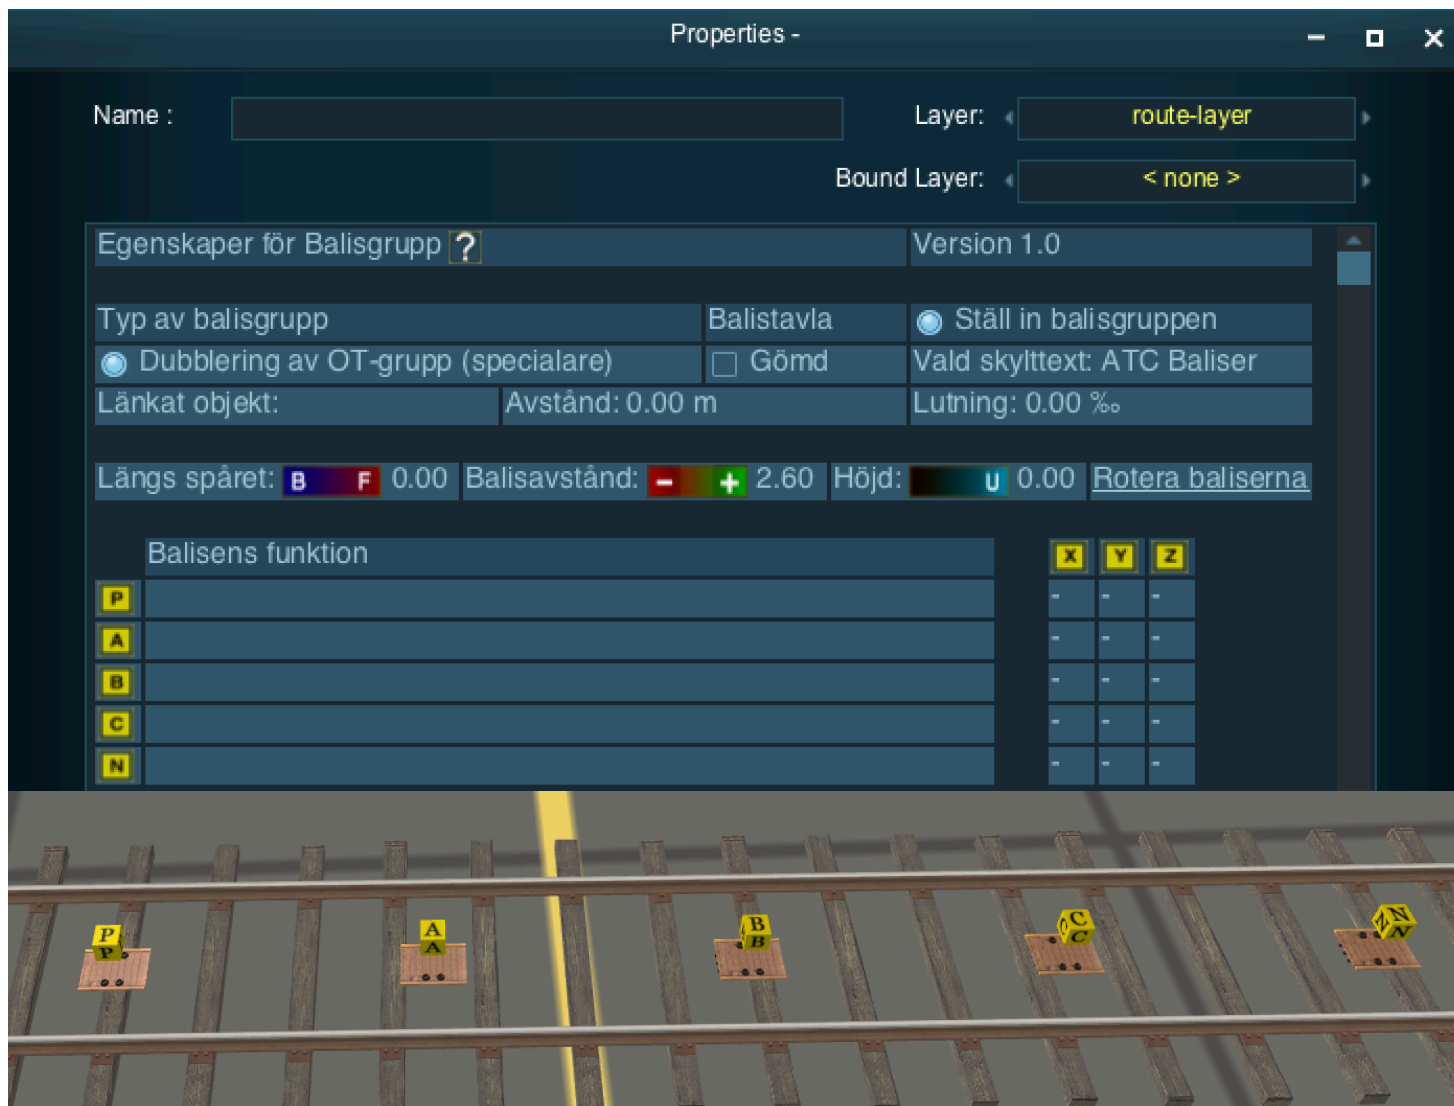 Properties -
Name :
Layer: route-layer
Bound Layer: < none >
Egenskaper för Balisgrupp ? Version 1.0
Typ av balisgrupp Balistavla Ställ in balisgruppen
Dubblering av OT-grupp (specialare) Gömd Vald skylttext: ATC Baliser
Länkat objekt: Avstånd: 0.00 m Lutning: 0.00 ‰
Längs spåret: B F 0.00 Balisavstånd: - + 2.60 Höjd: U 0.00 Rotera baliserna
Balisens funktion X Y Z
P - - -
A - - -
B - - -
C - - -
N - - -
P A B C N
P A B C N